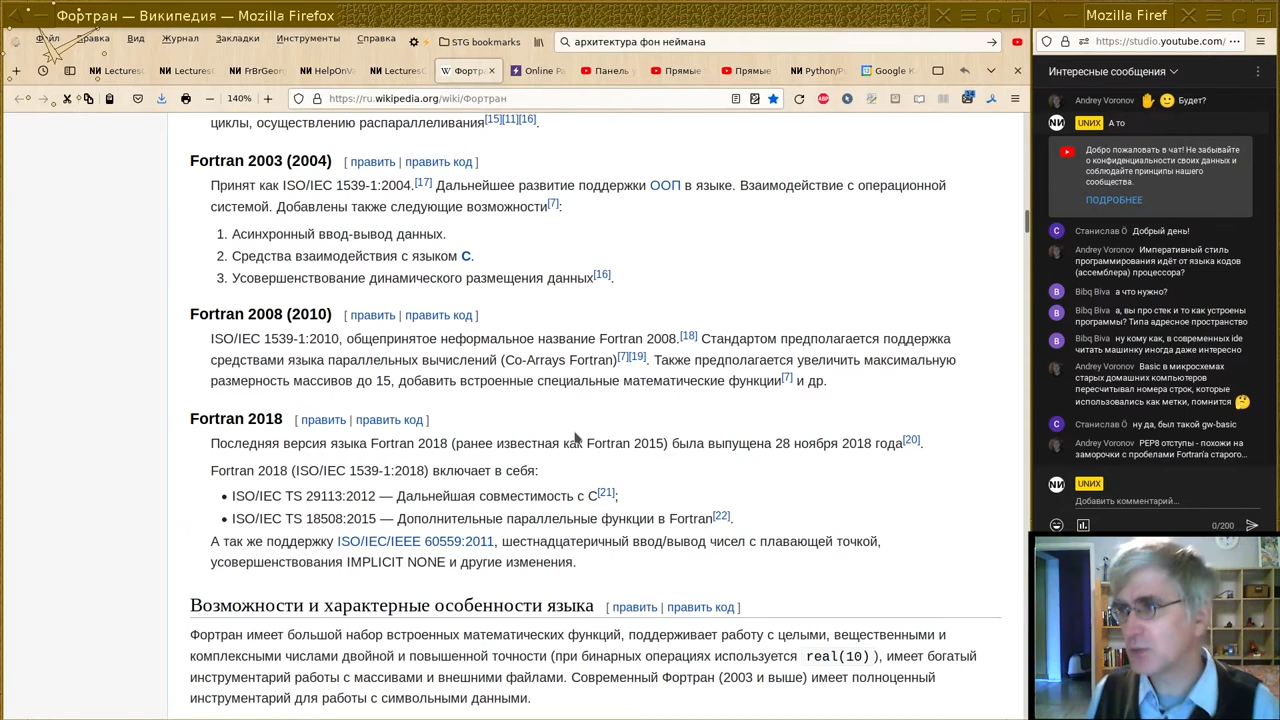 Фортран — Википедия — Mozilla Firefox
Файл Правка Вид Журнал Закладки Инструменты Справка
STG bookmarks
архитектура фон неймана
LecturesC
LecturesC
FrBrGeor
HelpOnVa
LecturesC
Фортр
Online Pa
Панель у
Прямые
Прямые
Python/Pr
Google К
140%
https://ru.wikipedia.org/wiki/Фортран
циклы, осуществлению распараллеливания[15][11][16].
Fortran 2003 (2004) [ править | править код ]
Принят как ISO/IEC 1539-1:2004.[17] Дальнейшее развитие поддержки ООП в языке. Взаимодействие с операционной
системой. Добавлены также следующие возможности[7]:
1. Асинхронный ввод-вывод данных.
2. Средства взаимодействия с языком C.
3. Усовершенствование динамического размещения данных[16].
Fortran 2008 (2010) [ править | править код ]
ISO/IEC 1539-1:2010, общепринятое неформальное название Fortran 2008.[18] Стандартом предполагается поддержка
средствами языка параллельных вычислений (Co-Arrays Fortran)[7][19]. Также предполагается увеличить максимальную
размерность массивов до 15, добавить встроенные специальные математические функции[7] и др.
Fortran 2018 [ править | править код ]
Последняя версия языка Fortran 2018 (ранее известная как Fortran 2015) была выпущена 28 ноября 2018 года[20].
Fortran 2018 (ISO/IEC 1539-1:2018) включает в себя:
• ISO/IEC TS 29113:2012 — Дальнейшая совместимость с C[21];
• ISO/IEC TS 18508:2015 — Дополнительные параллельные функции в Fortran[22].
А так же поддержку ISO/IEC/IEEE 60559:2011, шестнадцатеричный ввод/вывод чисел с плавающей точкой,
усовершенствования IMPLICIT NONE и другие изменения.
Возможности и характерные особенности языка [ править | править код ]
Фортран имеет большой набор встроенных математических функций, поддерживает работу с целыми, вещественными и
комплексными числами двойной и повышенной точности (при бинарных операциях используется real(10) ), имеет богатый
инструментарий работы с массивами и внешними файлами. Современный Фортран (2003 и выше) имеет полноценный
инструментарий для работы с символьными данными.
Mozilla Firef
https://studio.youtube.com/
Интересные сообщения
Andrey Voronov Будет?
UNИX А то
Добро пожаловать в чат! Не забывайте
о конфиденциальности своих данных и
соблюдайте принципы нашего
сообщества.
ПОДРОБНЕЕ
Станислав Ö Добрый день!
Andrey Voronov Императивный стиль
программирования идёт от языка кодов
(ассемблера) процессора?
Bibq Biva а что нужно?
Bibq Biva а, вы про стек и то как устроены
программы? Типа адресное пространство
Bibq Biva ну кому как, в современных ide
читать машинку иногда даже интересно
Andrey Voronov Basic в микросхемах
старых домашних компьютеров
пересчитывал номера строк, которые
использовались как метки, помнится
Станислав Ö ну да, был такой gw-basic
Andrey Voronov PEP8 отступы - похожи на
заморочки с пробелами Fortran'а старого...
UNИX
Добавить комментарий...
0/200